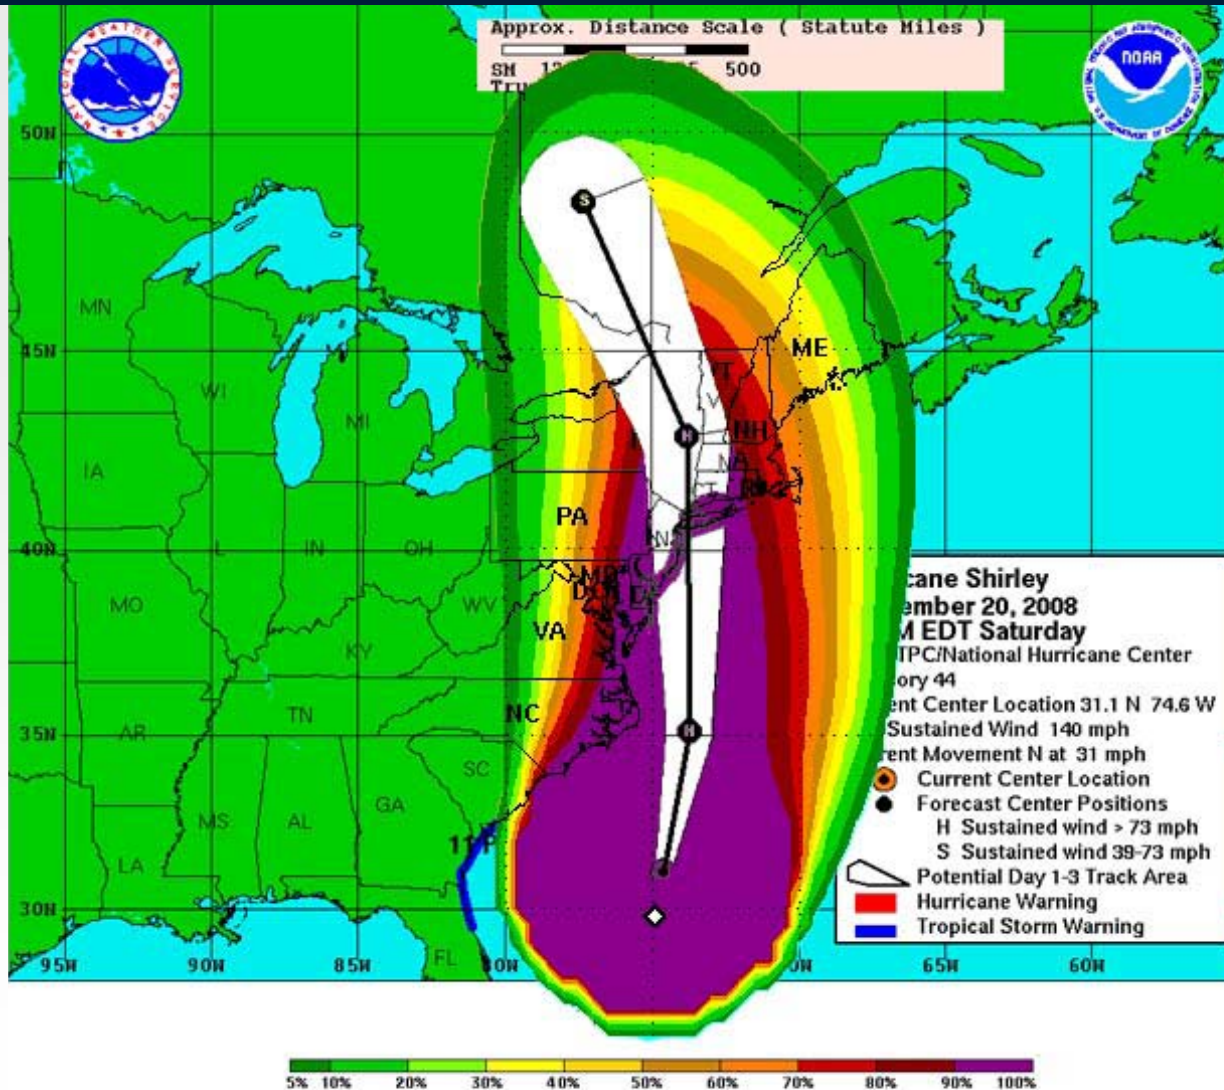 Approx. Distance Scale ( Statute Miles )
SM 500
NATIONAL WEATHER SERVICE
NOAA
50N
45N
40N
35N
30N
95W 90W 85W 80W 65W 60W
MN
WI
MI
IA
IN
OH
PA
MO
WV
KY
VA
TN
NC
AR
SC
MS
AL
GA
LA
FL
ME
NH
S
H
H
cane Shirley
ember 20, 2008
M EDT Saturday
TPC/National Hurricane Center
ory 44
ent Center Location 31.1 N 74.6 W
Sustained Wind 140 mph
rent Movement N at 31 mph
Current Center Location
Forecast Center Positions
H Sustained wind > 73 mph
S Sustained wind 39-73 mph
Potential Day 1-3 Track Area
Hurricane Warning
Tropical Storm Warning
5% 10% 20% 30% 40% 50% 60% 70% 80% 90% 100%